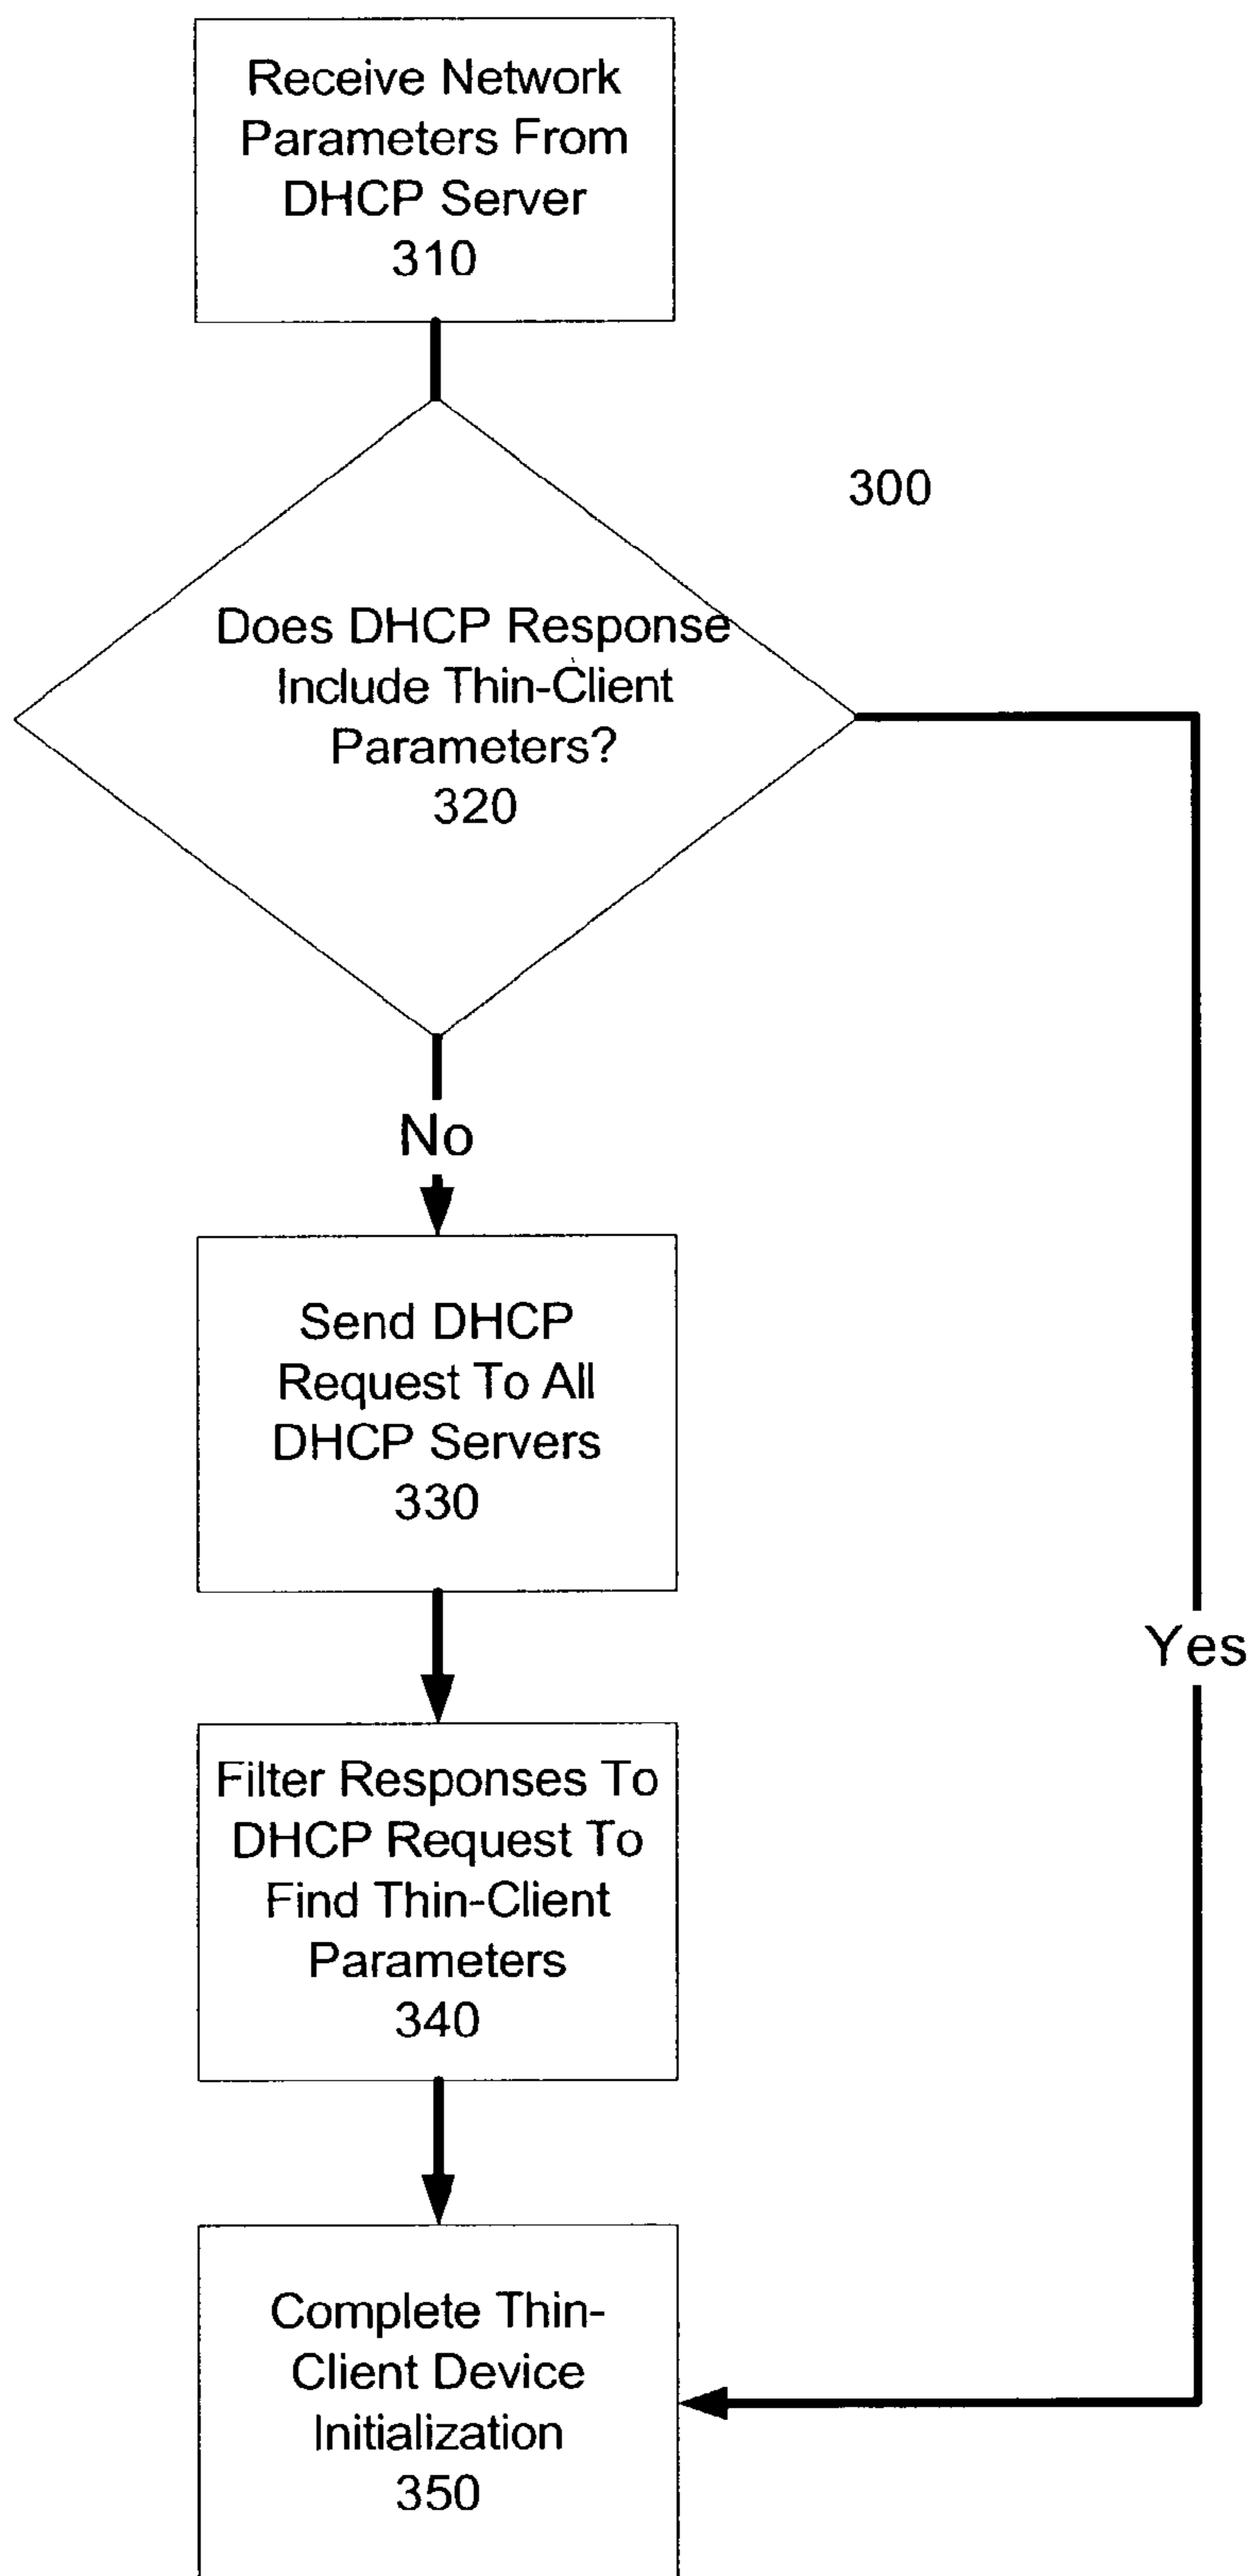 Receive Network
Parameters From
DHCP Server
310
300
Does DHCP Response
Include Thin-Client
Parameters?
320
No
Send DHCP
Request To All
DHCP Servers
330
Yes
Filter Responses To
DHCP Request To
Find Thin-Client
Parameters
340
Complete Thin-
Client Device
Initialization
350